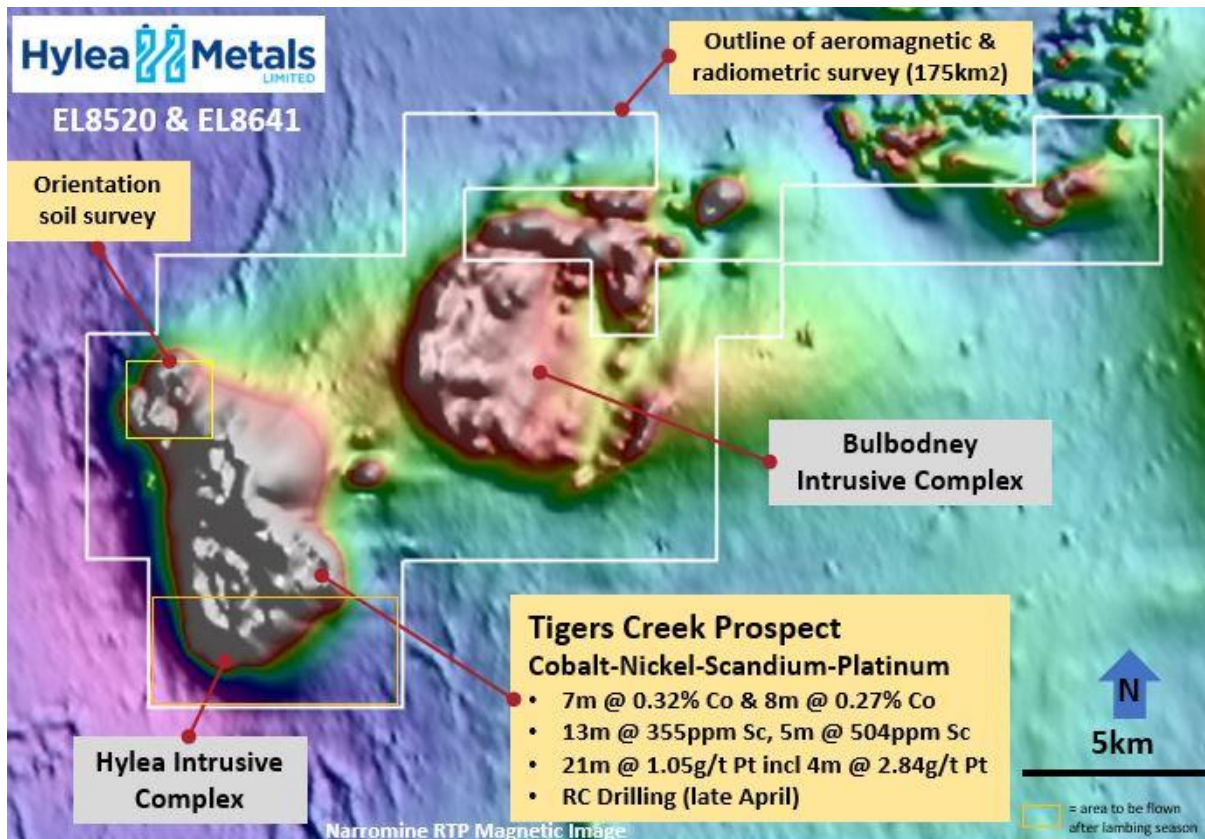 Hylea Metals
LIMITED
EL8520 & EL8641
Outline of aeromagnetic &
radiometric survey (175km2)
Orientation
soil survey
Bulbodney
Intrusive Complex
Tigers Creek Prospect
Cobalt-Nickel-Scandium-Platinum
• 7m @ 0.32% Co & 8m @ 0.27% Co
• 13m @ 355ppm Sc, 5m @ 504ppm Sc
• 21m @ 1.05g/t Pt incl 4m @ 2.84g/t Pt
• RC Drilling (late April)
Hylea Intrusive
Complex
N
5km
= area to be flown
after lambing season
Narromine RTP Magnetic Image